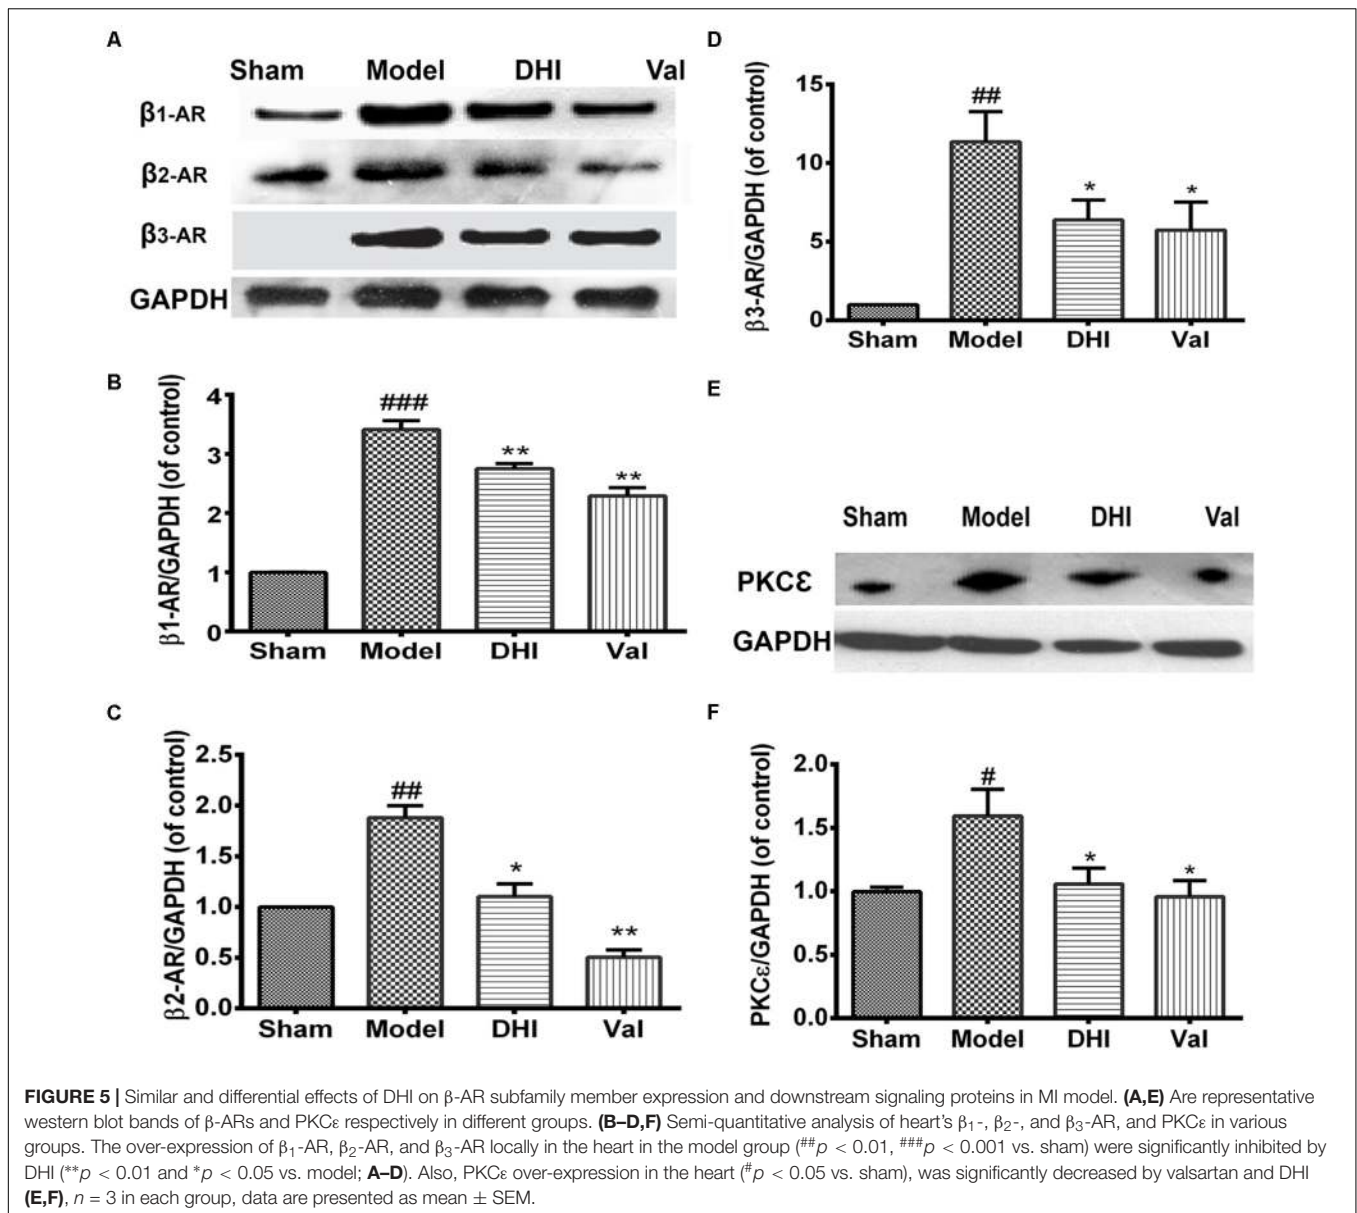 A
Sham Model DHI Val
β1-AR
β2-AR
β3-AR
GAPDH
B
β1-AR/GAPDH (of control)
4
3
2
1
0
###
**
**
Sham Model DHI Val
C
β2-AR/GAPDH (of control)
2.5
2.0
1.5
1.0
0.5
0.0
##
*
**
Sham Model DHI Val
D
β3-AR/GAPDH (of control)
15
10
5
0
##
*
*
Sham Model DHI Val
E
Sham Model DHI Val
PKCƐ
GAPDH
F
PKCε/GAPDH (of control)
2.0
1.5
1.0
0.5
0.0
#
*
*
Sham Model DHI Val
FIGURE 5 | Similar and differential effects of DHI on β-AR subfamily member expression and downstream signaling proteins in MI model. (A,E) Are representative
western blot bands of β-ARs and PKCε respectively in different groups. (B–D,F) Semi-quantitative analysis of heart's β₁-, β₂-, and β₃-AR, and PKCε in various
groups. The over-expression of β₁-AR, β₂-AR, and β₃-AR locally in the heart in the model group (##p < 0.01, ###p < 0.001 vs. sham) were significantly inhibited by
DHI (**p < 0.01 and *p < 0.05 vs. model; A–D). Also, PKCε over-expression in the heart (#p < 0.05 vs. sham), was significantly decreased by valsartan and DHI
(E,F), n = 3 in each group, data are presented as mean ± SEM.